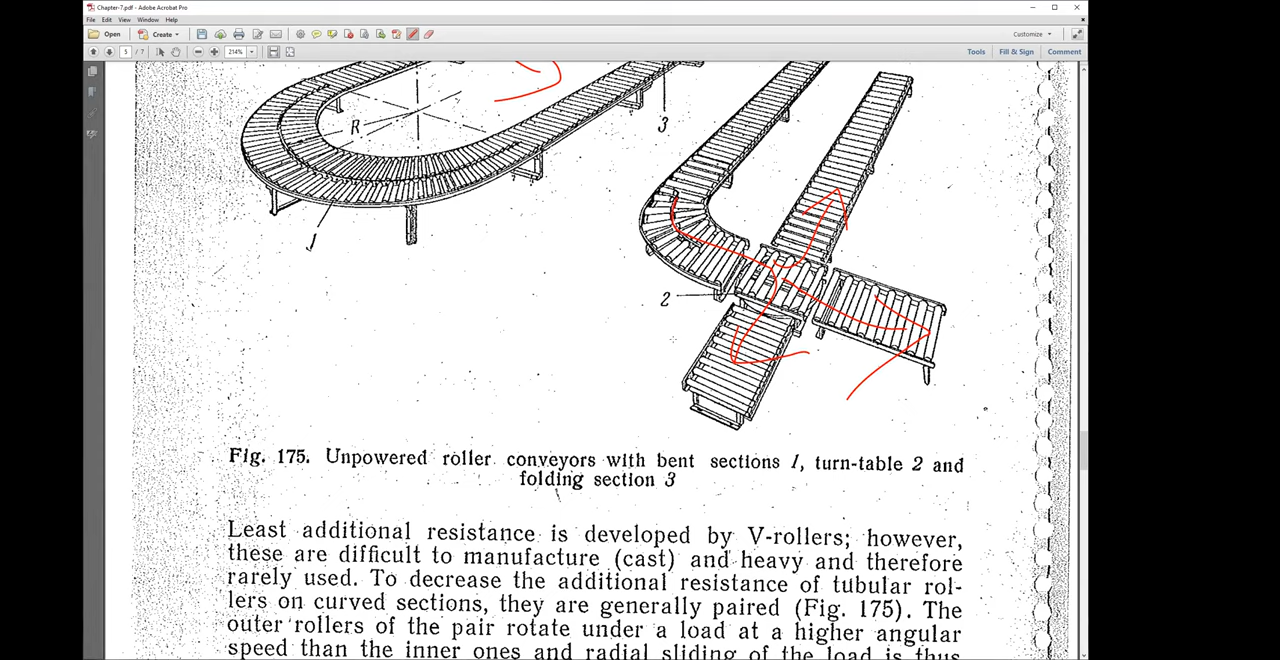 Chapter-7.pdf - Adobe Acrobat Pro
File Edit View Window Help
Open Create Customize
5 / 7 214% Tools Fill & Sign Comment
R
3
1
2
Fig. 175. Unpowered roller conveyors with bent sections 1, turn-table 2 and
folding section 3
Least additional resistance is developed by V-rollers; however,
these are difficult to manufacture (cast) and heavy and therefore
rarely used. To decrease the additional resistance of tubular rol-
lers on curved sections, they are generally paired (Fig. 175). The
outer rollers of the pair rotate under a load at a higher angular
speed than the inner ones and radial sliding of the load is thus